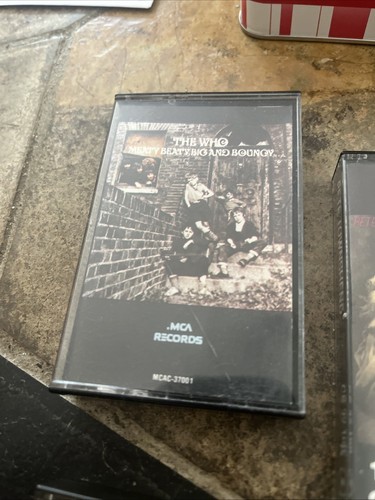 THE WHO
MEATY BEATY BIG AND BOUNCY
MCA
RECORDS
MCAC-37001